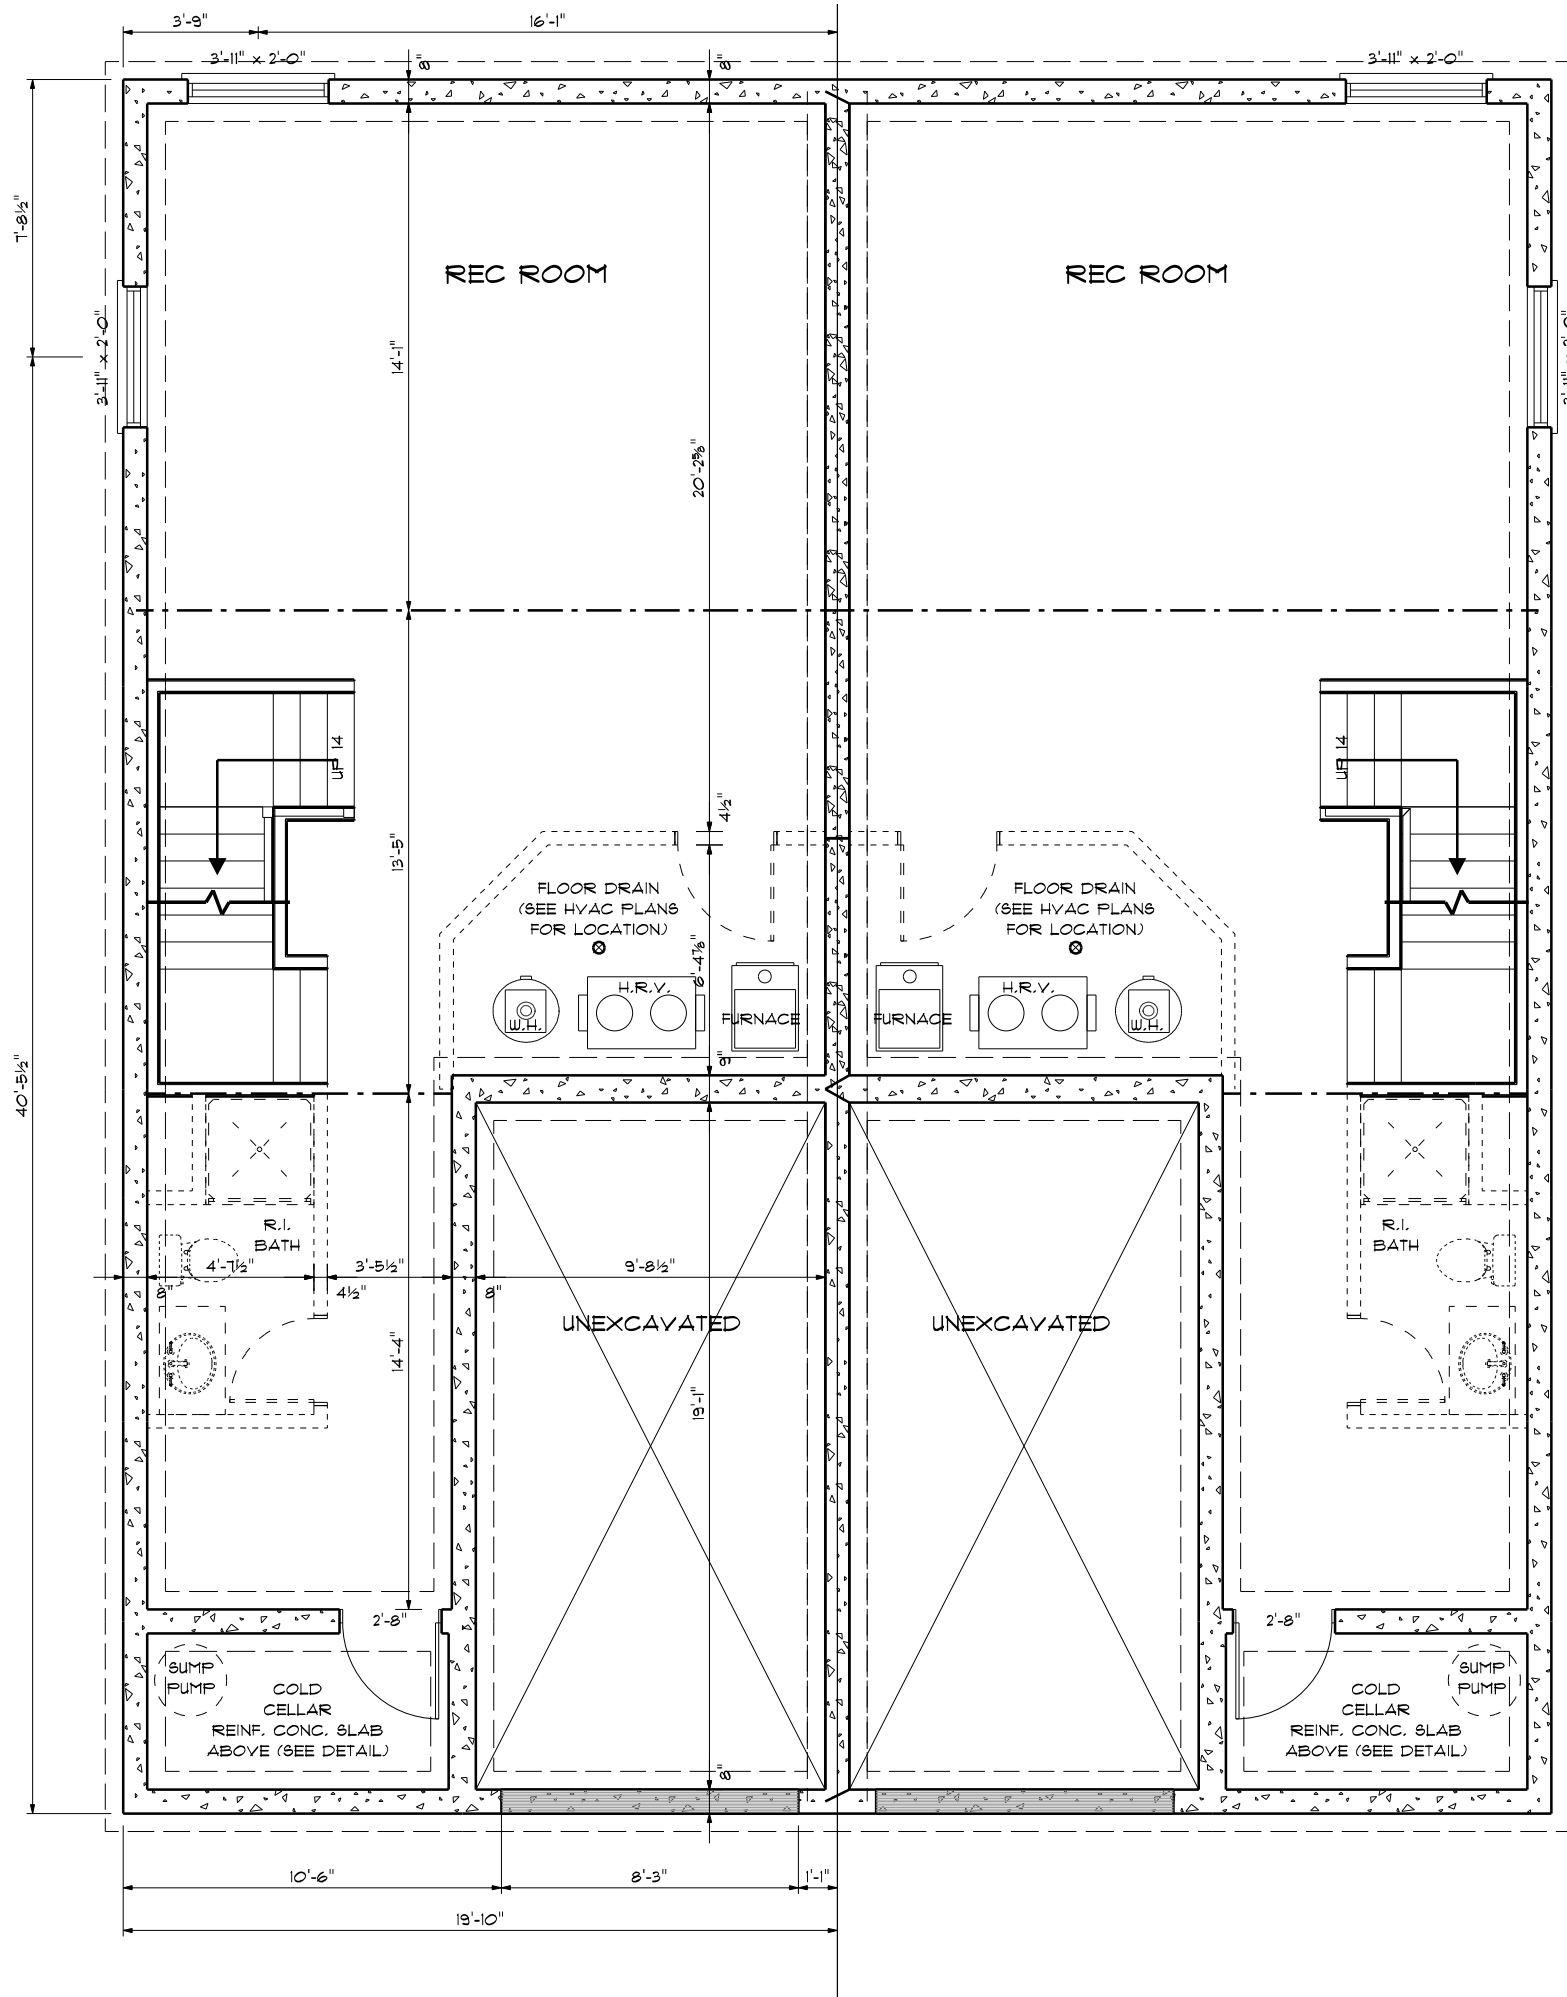 3'-9" 16'-1"
3'-11" x 2'-0" 8" 8" 3'-11" x 2'-0"
7'-8½"
REC ROOM REC ROOM
3'-11" x 2'-0"
14'-1"
20'-2⅝"
UP 14 UP 14
4½"
13'-5"
FLOOR DRAIN
(SEE HVAC PLANS
FOR LOCATION)
FLOOR DRAIN
(SEE HVAC PLANS
FOR LOCATION)
6'-4⅞"
H.R.V. H.R.V.
W.H. FURNACE FURNACE W.H.
9"
40'-5½"
R.I.
BATH
R.I.
BATH
4'-7½" 3'-5½" 9'-8½"
8" 4½" 8"
UNEXCAVATED UNEXCAVATED
14'-4"
19'-1"
2'-8" 2'-8"
SUMP
PUMP
SUMP
PUMP
COLD
CELLAR
REINF. CONC. SLAB
ABOVE (SEE DETAIL)
COLD
CELLAR
REINF. CONC. SLAB
ABOVE (SEE DETAIL)
8"
10'-6" 8'-3" 1'-1"
19'-10"